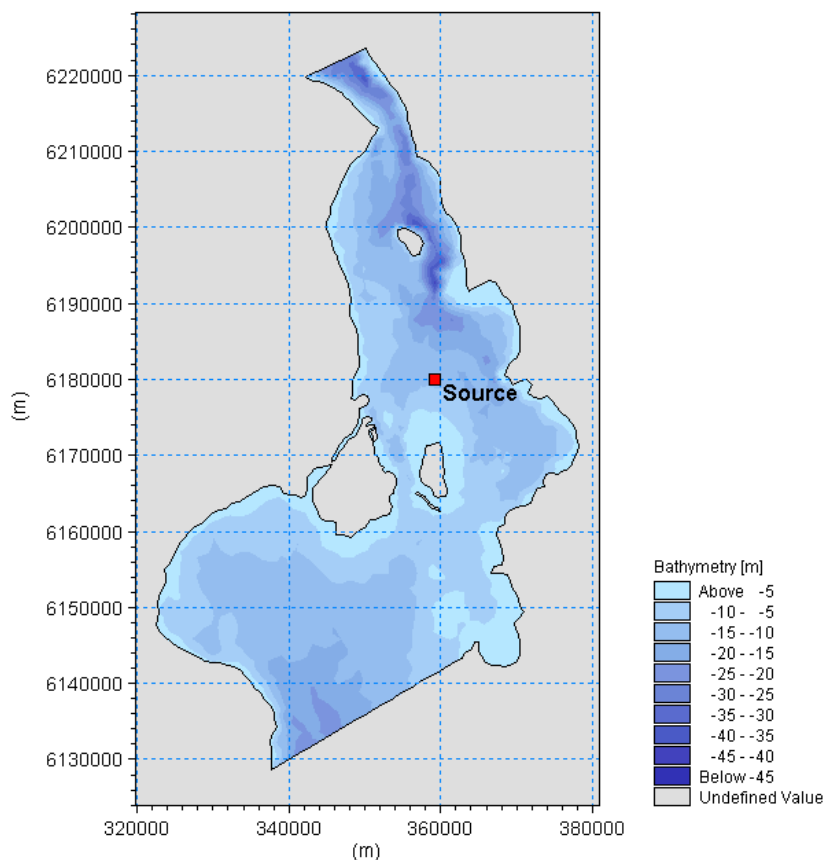 6220000
6210000
6200000
6190000
6180000
6170000
6160000
6150000
6140000
6130000
(m)
Source
320000 340000 360000 380000
(m)
Bathymetry [m]
Above -5
-10 - -5
-15 - -10
-20 - -15
-25 - -20
-30 - -25
-35 - -30
-40 - -35
-45 - -40
Below -45
Undefined Value